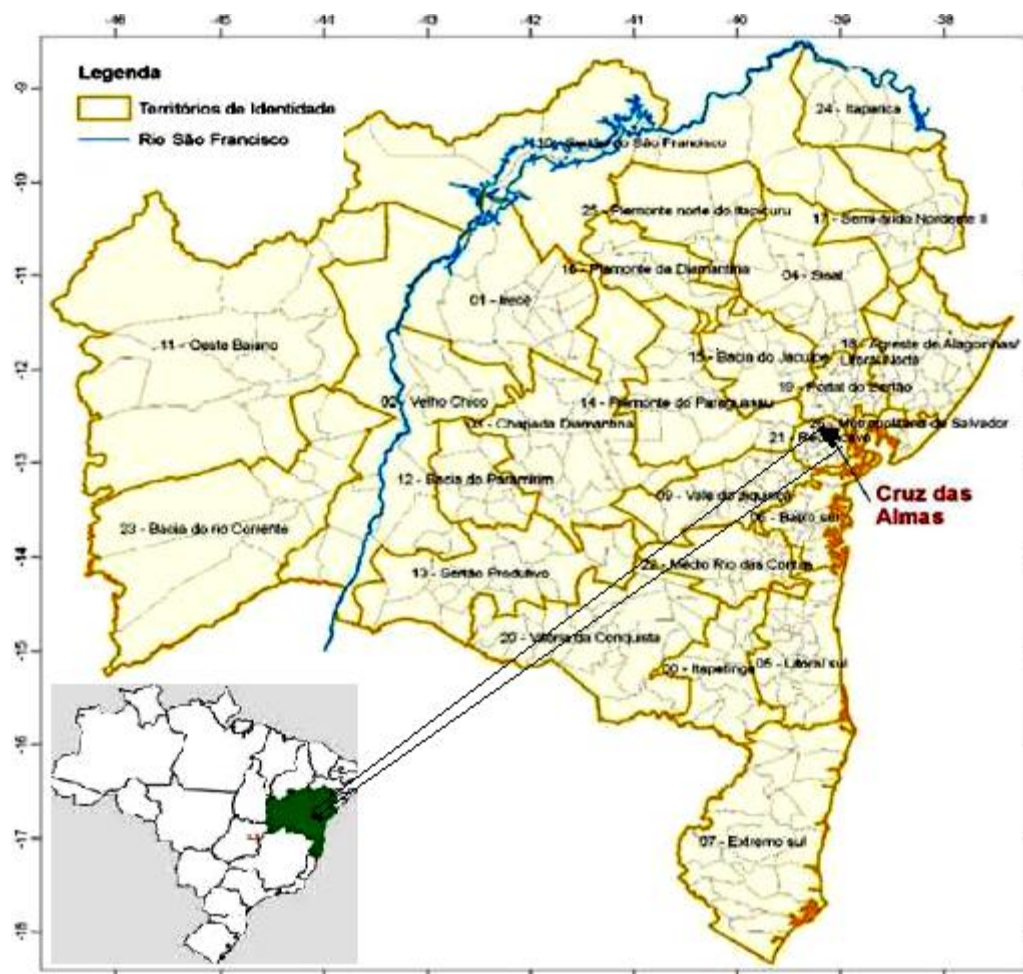 -46 -45 -44 -43 -42 -41 -40 -39 -38
Legenda
Territórios de Identidade
Rio São Francisco
-9
24 - Itaparica
10 - Sertão do São Francisco
-10
25 - Piemonte norte do Itapicuru
17 - Semi-árido Nordeste II
16 - Piemonte da Diamantina
-11
04 - Sisal
01 - Irecê
11 - Oeste Baiano
18 - Agreste de Alagoinhas/
Litoral Norte
15 - Bacia do Jacuípe
-12
19 - Portal do Sertão
02 - Velho Chico
14 - Piemonte do Paraguassu
03 - Chapada Diamantina
26 - Metropolitana de Salvador
21 - Recôncavo
-13
12 - Bacia do Paramirim
09 - Vale do Jiquiriçá
Cruz das
Almas
06 - Baixo sul
23 - Bacia do rio Corrente
-14
22 - Médio Rio das Contas
13 - Sertão Produtivo
20 - Vitória da Conquista
-15
Itapetinga
05 - Litoral sul
-16
-17
07 - Extremo sul
-18